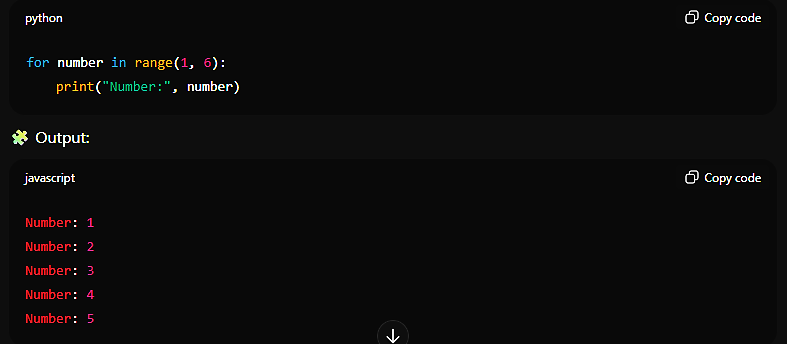 python
Copy code
for number in range(1, 6):
    print("Number:", number)
Output:
javascript
Copy code
Number: 1
Number: 2
Number: 3
Number: 4
Number: 5